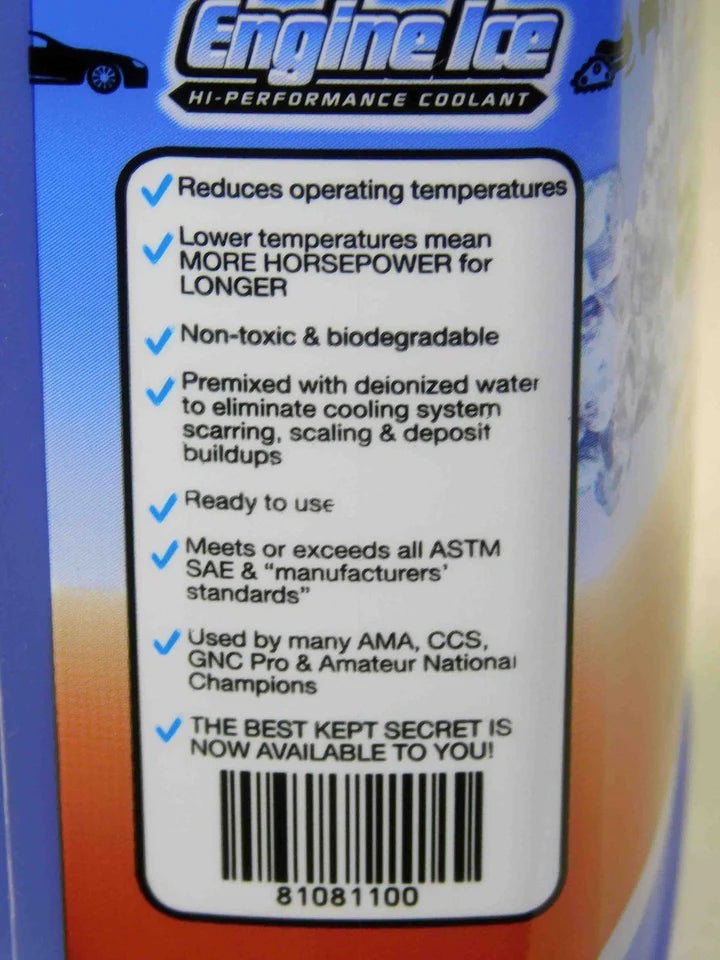 Engine Ice
HI-PERFORMANCE COOLANT
Reduces operating temperatures
Lower temperatures mean
MORE HORSEPOWER for
LONGER
Non-toxic & biodegradable
Premixed with deionized water
to eliminate cooling system
scarring, scaling & deposit
buildups
Ready to use
Meets or exceeds all ASTM
SAE & “manufacturers’
standards”
Used by many AMA, CCS,
GNC Pro & Amateur National
Champions
THE BEST KEPT SECRET IS
NOW AVAILABLE TO YOU!
81081100